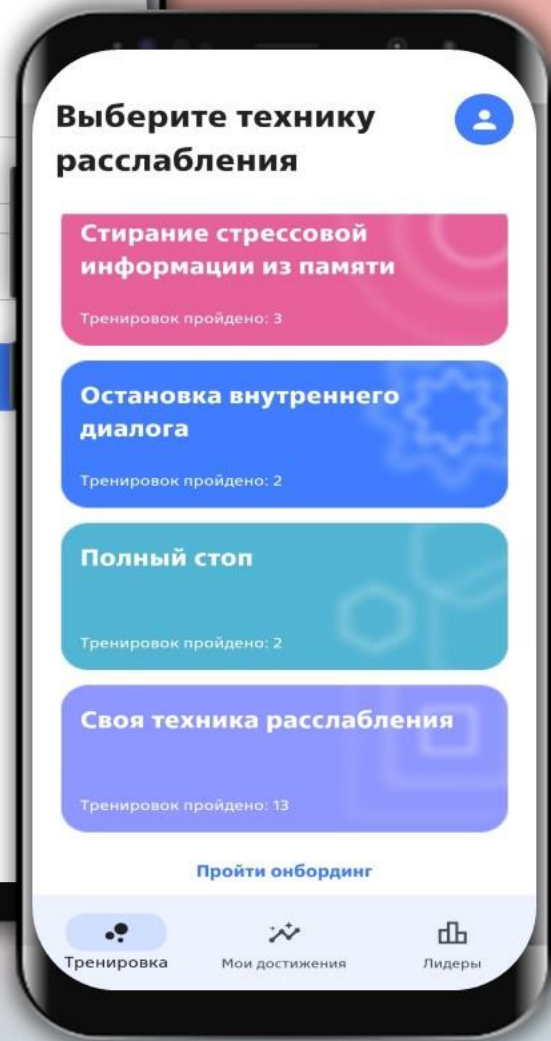 Выберите технику
расслабления
Стирание стрессовой
информации из памяти
Тренировок пройдено: 3
Остановка внутреннего
диалога
Тренировок пройдено: 2
Полный стоп
Тренировок пройдено: 2
Своя техника расслабления
Тренировок пройдено: 13
Пройти онбординг
Тренировка
Мои достижения
Лидеры